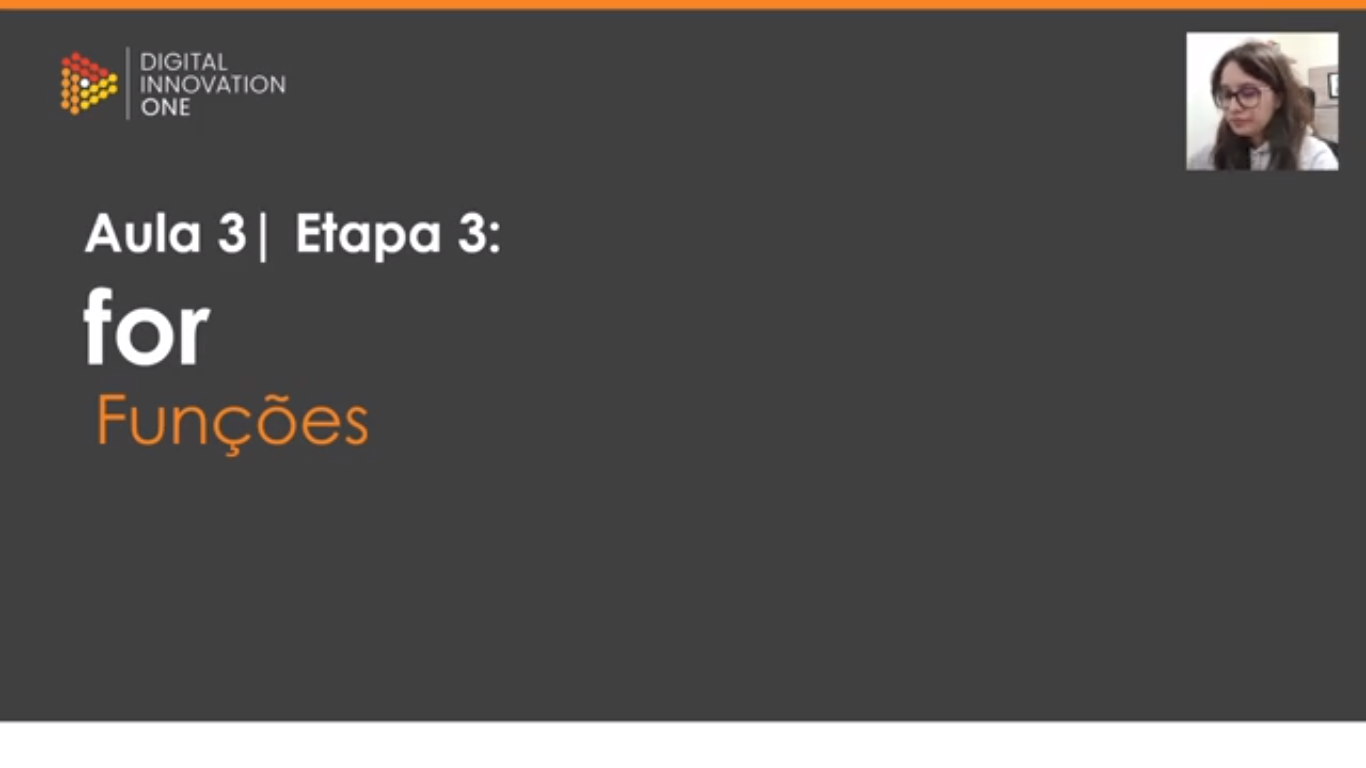 DIGITAL
INNOVATION
ONE
Aula 3| Etapa 3:
for
Funções